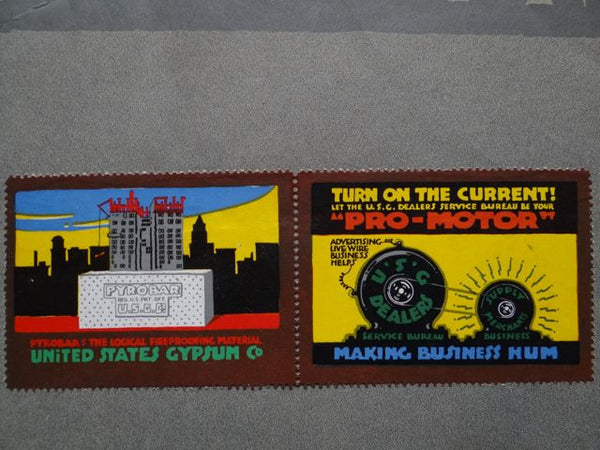 PYROBAR
REG. U.S. PAT. OFF.
U.S.G. Co
PYROBAR : THE LOGICAL FIREPROOFING MATERIAL
UNITED STATES GYPSUM Co
TURN ON THE CURRENT!
LET THE U.S.G. DEALERS SERVICE BUREAU BE YOUR
"PRO-MOTOR"
ADVERTISING
LIVE WIRE
BUSINESS
HELPS
U.S.G
DEALERS
SERVICE BUREAU
SUPPLY
MERCHANTS
BUSINESS
MAKING BUSINESS HUM